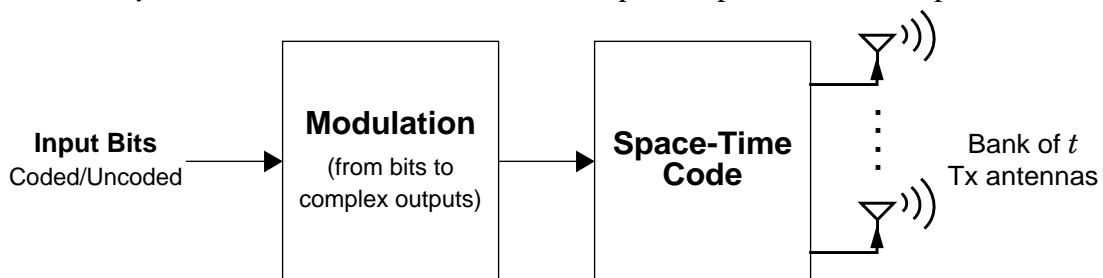 Input Bits
Coded/Uncoded
Modulation
(from bits to
complex outputs)
Space-Time
Code
Bank of t
Tx antennas